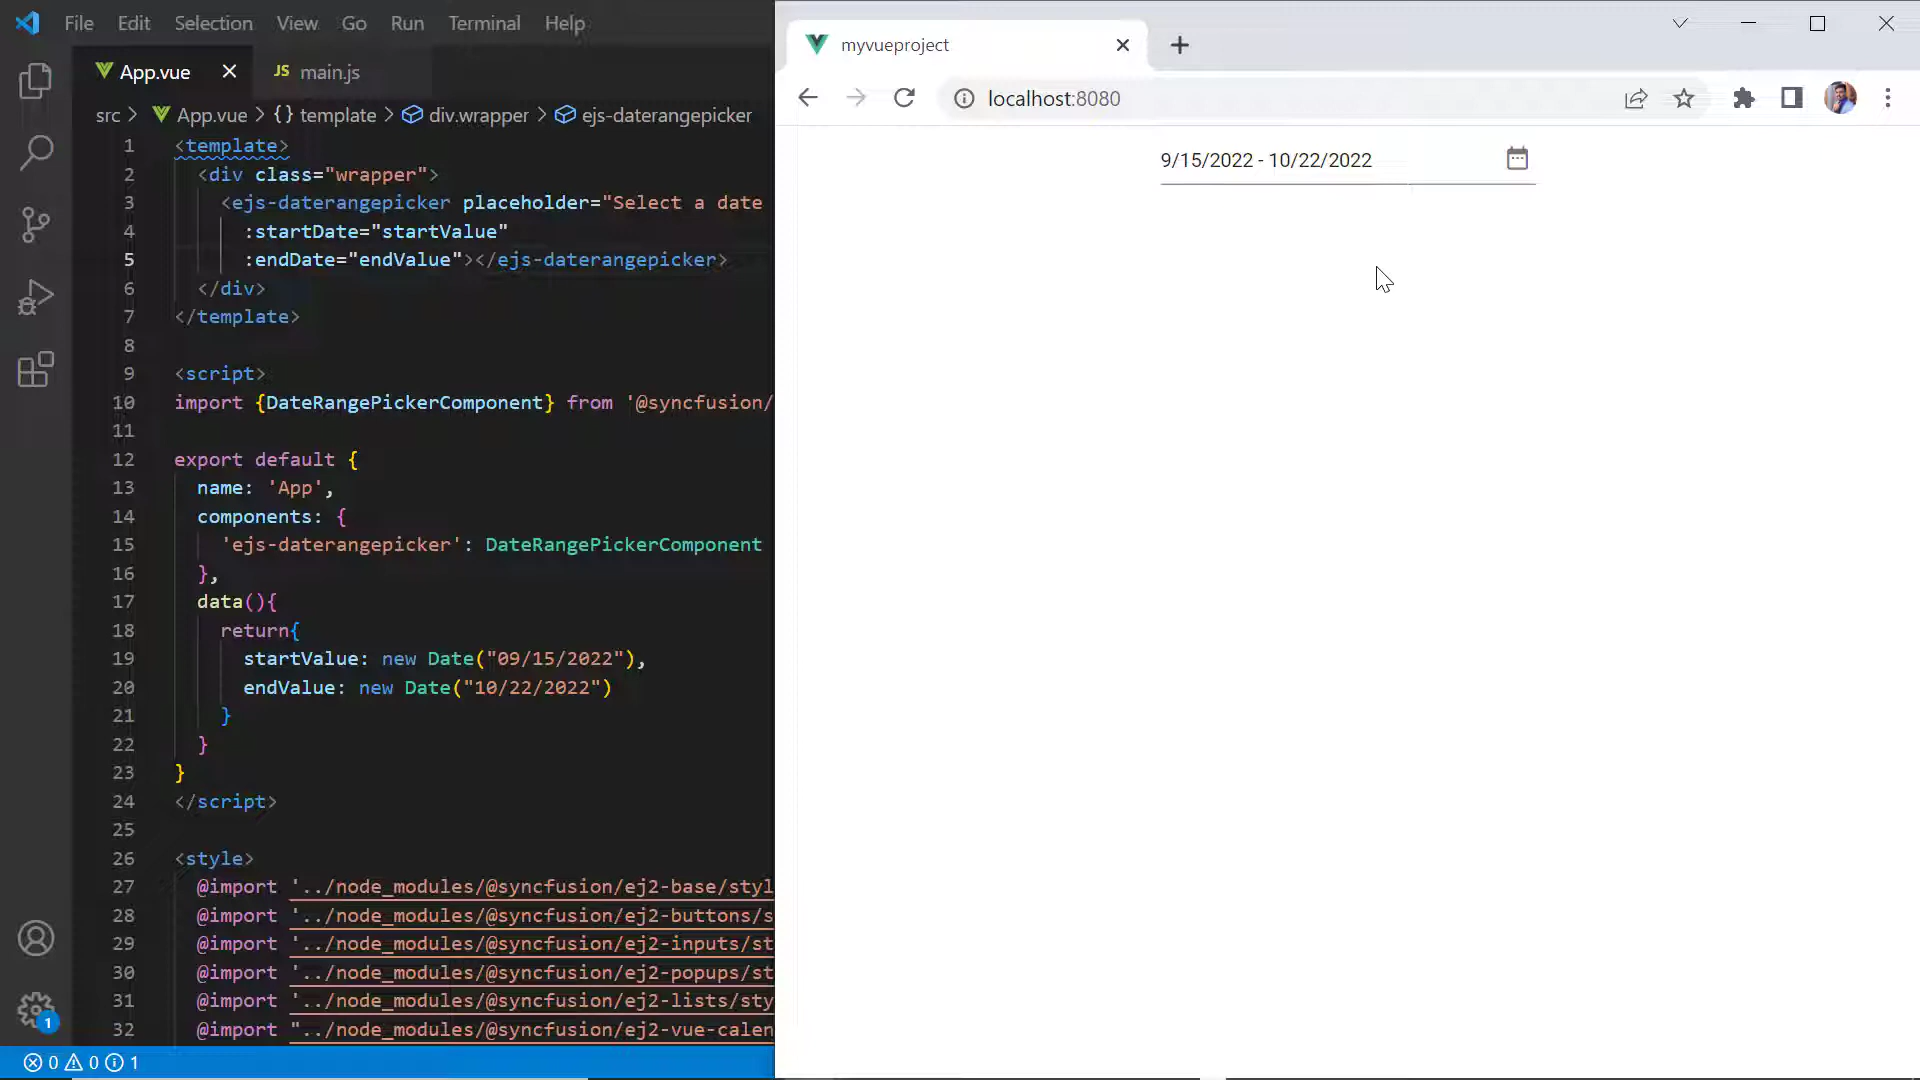 File Edit Selection View Go Run Terminal Help
App.vue
JS main.js
src > App.vue > {} template > div.wrapper > ejs-daterangepicker
1 <template>
2 <div class="wrapper">
3 <ejs-daterangepicker placeholder="Select a date
4 :startDate="startValue"
5 :endDate="endValue"></ejs-daterangepicker>
6 </div>
7 </template>
8
9 <script>
10 import {DateRangePickerComponent} from '@syncfusion/
11
12 export default {
13 name: 'App',
14 components: {
15 'ejs-daterangepicker': DateRangePickerComponent
16 },
17 data(){
18 return{
19 startValue: new Date("09/15/2022"),
20 endValue: new Date("10/22/2022")
21 }
22 }
23 }
24 </script>
25
26 <style>
27 @import '../node_modules/@syncfusion/ej2-base/styl
28 @import '../node_modules/@syncfusion/ej2-buttons/s
29 @import '../node_modules/@syncfusion/ej2-inputs/st
30 @import '../node_modules/@syncfusion/ej2-popups/st
31 @import '../node_modules/@syncfusion/ej2-lists/sty
32 @import "../node_modules/@syncfusion/ej2-vue-calen
1
0 0 1
myvueproject
localhost:8080
9/15/2022 - 10/22/2022